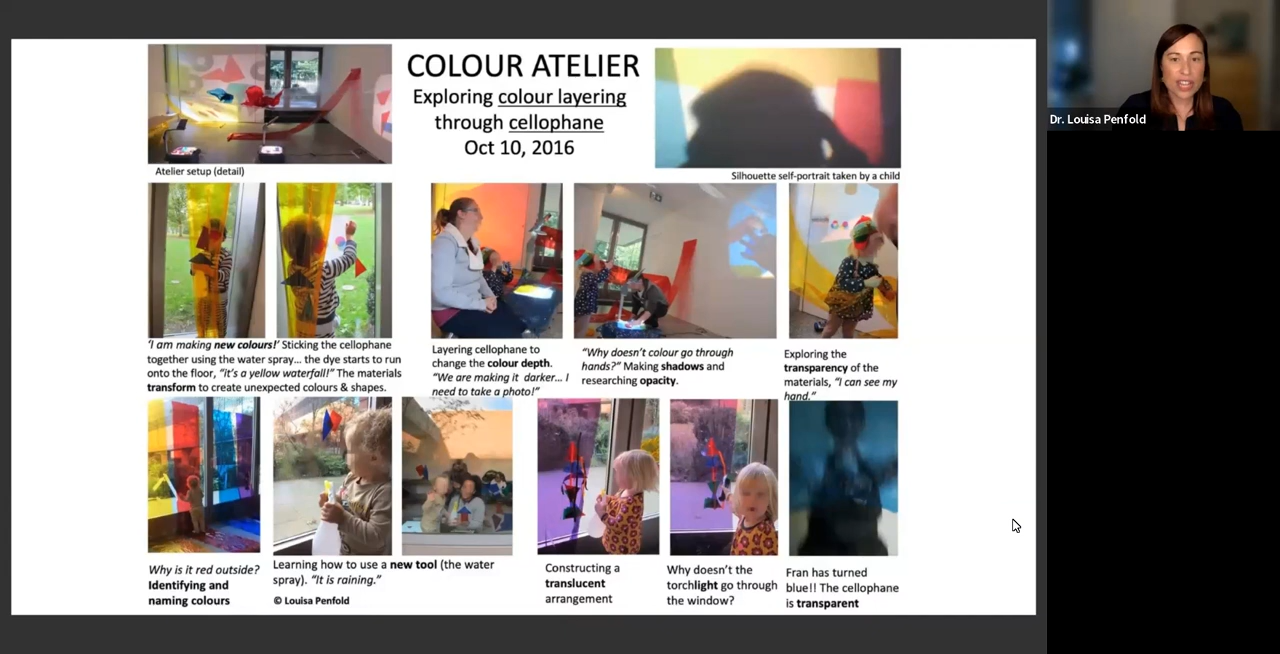 COLOUR ATELIER
Exploring colour layering
through cellophane
Oct 10, 2016
Atelier setup (detail)
Silhouette self-portrait taken by a child
Dr. Louisa Penfold
'I am making new colours!' Sticking the cellophane
together using the water spray... the dye starts to run
onto the floor, "it's a yellow waterfall!" The materials
transform to create unexpected colours & shapes.
Layering cellophane to
change the colour depth.
"We are making it darker... I
need to take a photo!"
"Why doesn't colour go through
hands?" Making shadows and
researching opacity.
Exploring the
transparency of the
materials, "I can see my
hand."
Why is it red outside?
Identifying and
naming colours
Learning how to use a new tool (the water
spray). "It is raining."
© Louisa Penfold
Constructing a
translucent
arrangement
Why doesn't the
torchlight go through
the window?
Fran has turned
blue!! The cellophane
is transparent